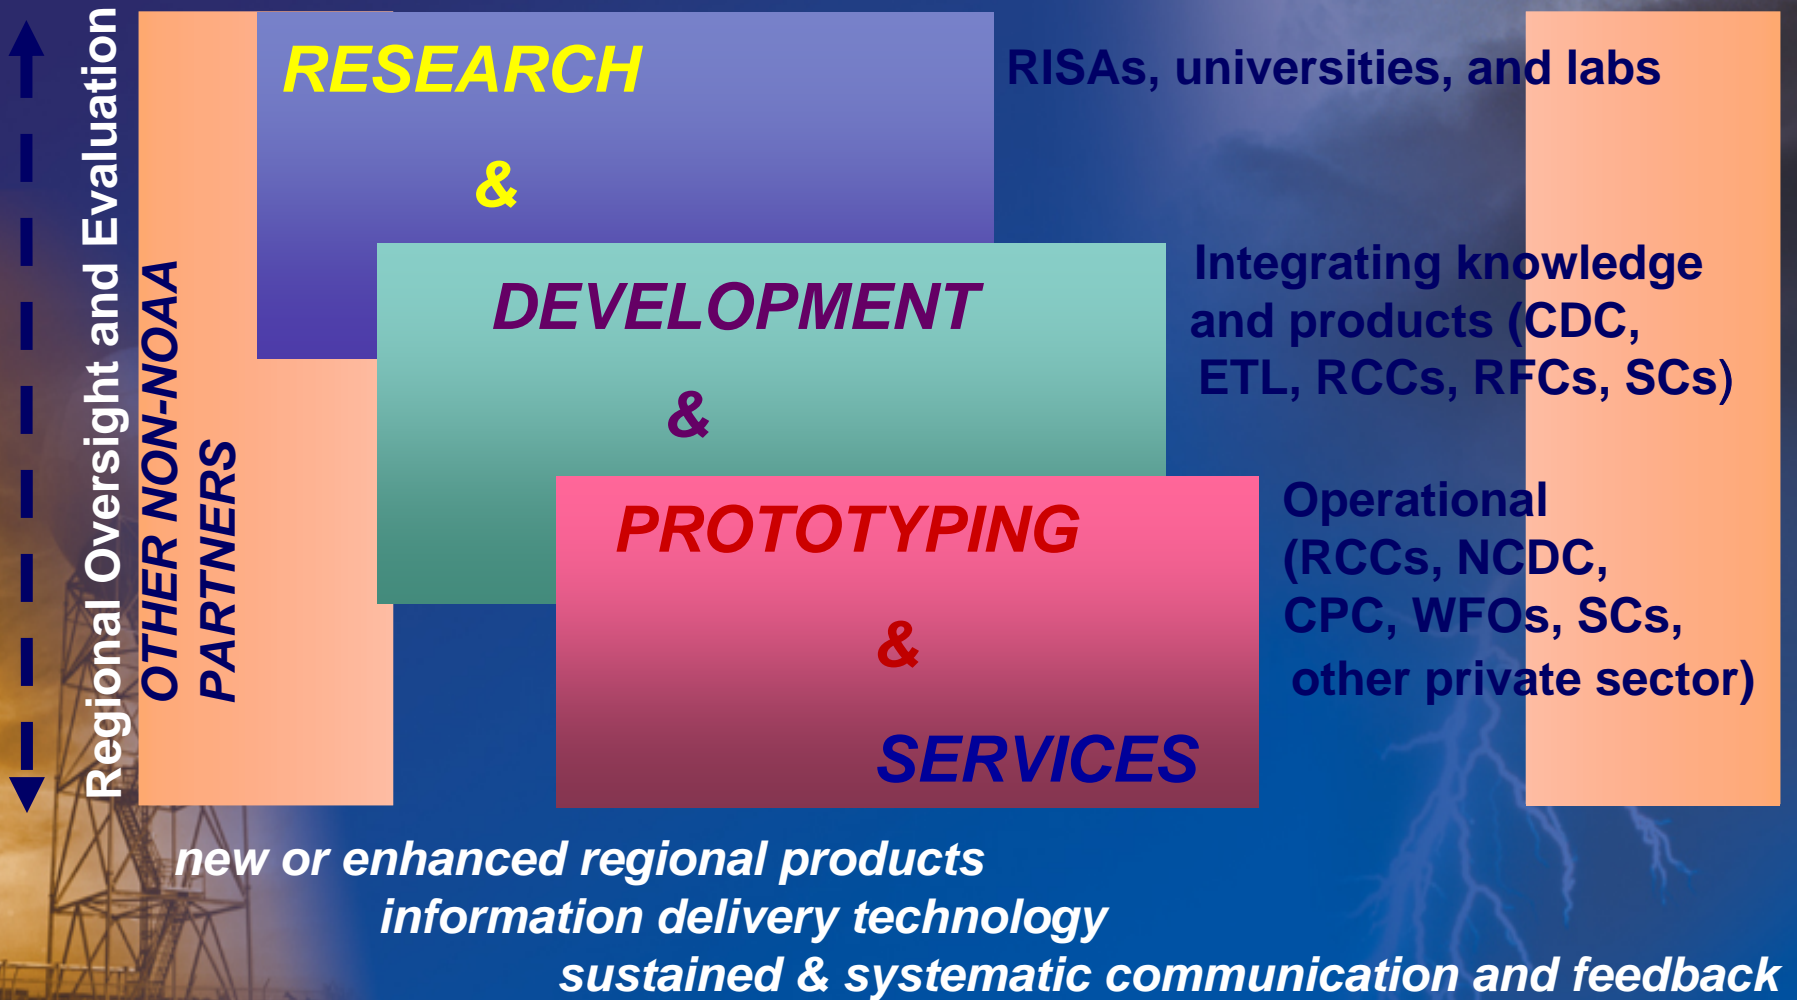 Regional Oversight and Evaluation
OTHER NON-NOAA
PARTNERS
RESEARCH
&
RISAs, universities, and labs
DEVELOPMENT
&
Integrating knowledge
and products (CDC,
ETL, RCCs, RFCs, SCs)
PROTOTYPING
&
SERVICES
Operational
(RCCs, NCDC,
CPC, WFOs, SCs,
other private sector)
new or enhanced regional products
information delivery technology
sustained & systematic communication and feedback